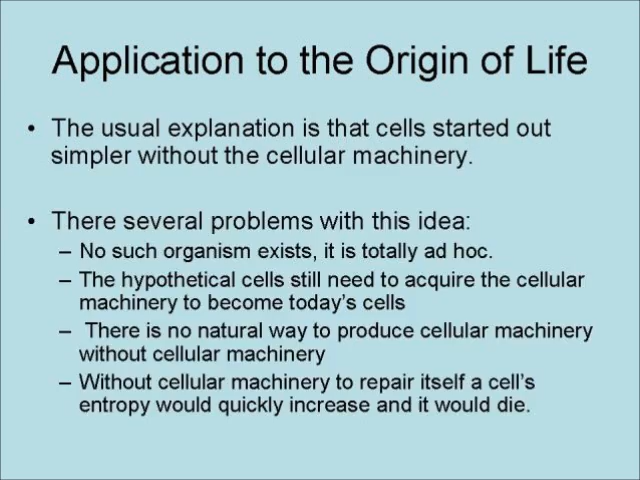 Application to the Origin of Life
• The usual explanation is that cells started out
simpler without the cellular machinery.
• There several problems with this idea:
– No such organism exists, it is totally ad hoc.
– The hypothetical cells still need to acquire the cellular
machinery to become today's cells
– There is no natural way to produce cellular machinery
without cellular machinery
– Without cellular machinery to repair itself a cell's
entropy would quickly increase and it would die.